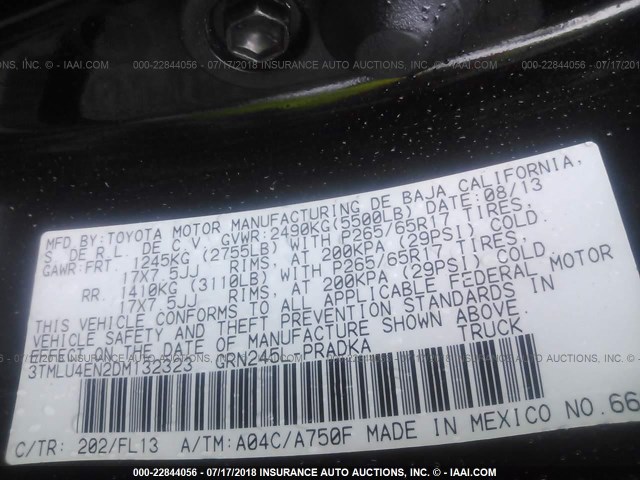 000-22844056 - 07/17/2018 INSURANCE AUTO AUCTIONS, INC. - IAAI.COM
MFD.BY:TOYOTA MOTOR MANUFACTURING DE BAJA CALIFORNIA,
S. DE R.L. DE C.V. GVWR:2490KG(5500LB) DATE:08/13
GAWR:FRT. 1245KG (2755LB) WITH P265/65R17 TIRES,
17X7.5JJ RIMS, AT 200KPA (29PSI) COLD.
RR. 1410KG (3110LB) WITH P265/65R17 TIRES,
17X7.5JJ RIMS, AT 200KPA (29PSI) COLD.
THIS VEHICLE CONFORMS TO ALL APPLICABLE FEDERAL MOTOR
VEHICLE SAFETY AND THEFT PREVENTION STANDARDS IN
EFFECT ON THE DATE OF MANUFACTURE SHOWN ABOVE.
3TMLU4EN2DM132323 GRN245L-PRADKA TRUCK
C/TR: 202/FL13 A/TM:A04C/A750F MADE IN MEXICO NO.66
000-22844056 - 07/17/2018 INSURANCE AUTO AUCTIONS, INC. - IAAI.COM